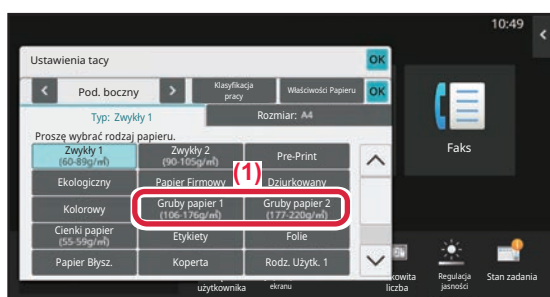 10:49
Ustawienia tacy
OK
Pod. boczny
Klasyfikacja
pracy
Właściwości Papieru
OK
Typ: Zwykły 1
Rozmiar: A4
Proszę wybrać rodzaj papieru.
Zwykły 1
(60-89g/㎡)
Zwykły 2
(90-105g/㎡)
Pre-Print
(1)
Ekologiczny
Papier Firmowy
Dziurkowany
Kolorowy
Gruby papier 1
(106-176g/㎡)
Gruby papier 2
(177-220g/㎡)
Cienki papier
(55-59g/㎡)
Etykiety
Folie
Papier Błysz.
Koperta
Rodz. Użytk. 1
Faks
użytkownika
ekranu
kowita
liczba
Regulacja
jasności
Stan zadania